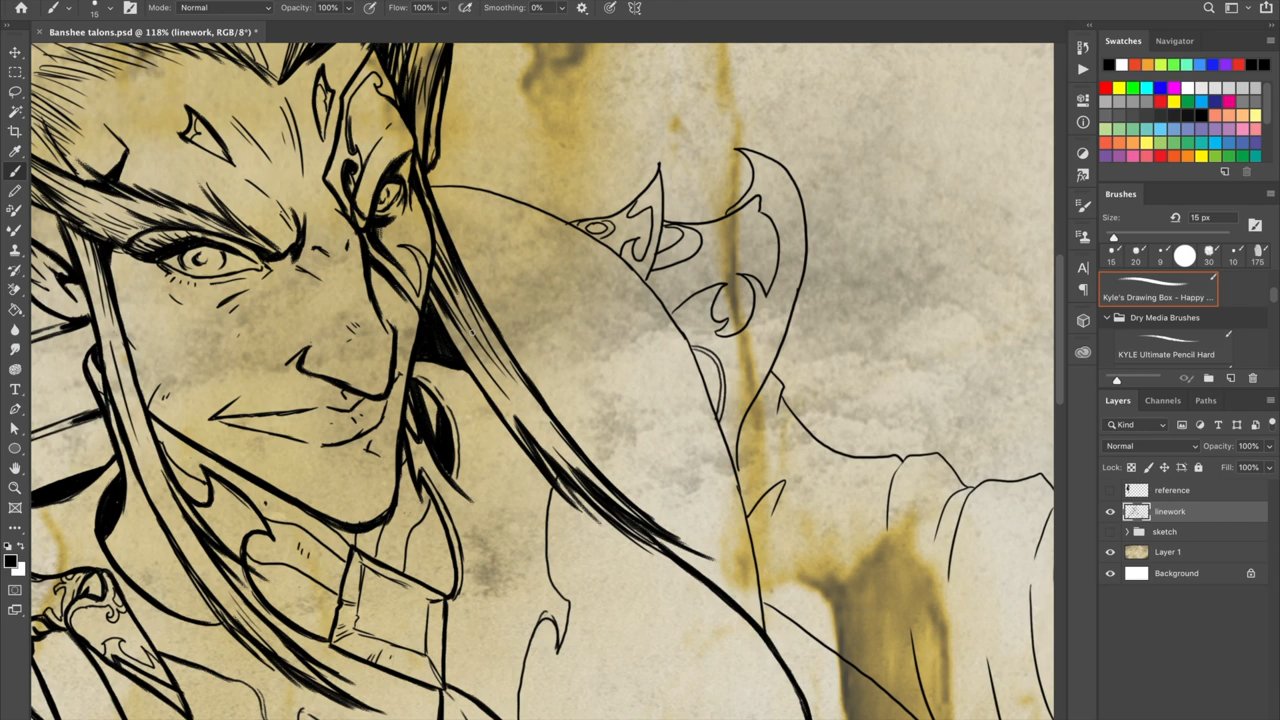 15
Mode: Normal Opacity: 100% Flow: 100% Smoothing: 0%
Banshee talons.psd @ 118% (linework, RGB/8*) *
Swatches Navigator
Brushes
Size: 15 px
15 20 9 30 10 175
Kyle's Drawing Box - Happy ...
Dry Media Brushes
KYLE Ultimate Pencil Hard
Layers Channels Paths
Kind
Normal Opacity: 100%
Lock: Fill: 100%
reference
linework
sketch
Layer 1
Background